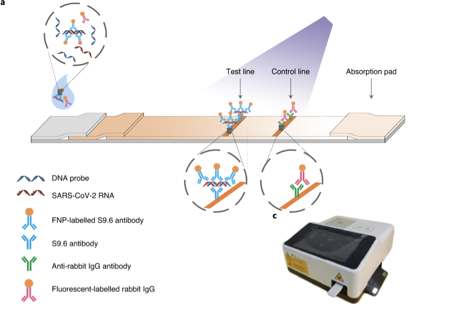 a
Test line
Control line
Absorption pad
DNA probe
SARS-CoV-2 RNA
FNP-labelled S9.6 antibody
S9.6 antibody
Anti-rabbit IgG antibody
Fluorescent-labelled rabbit IgG
c